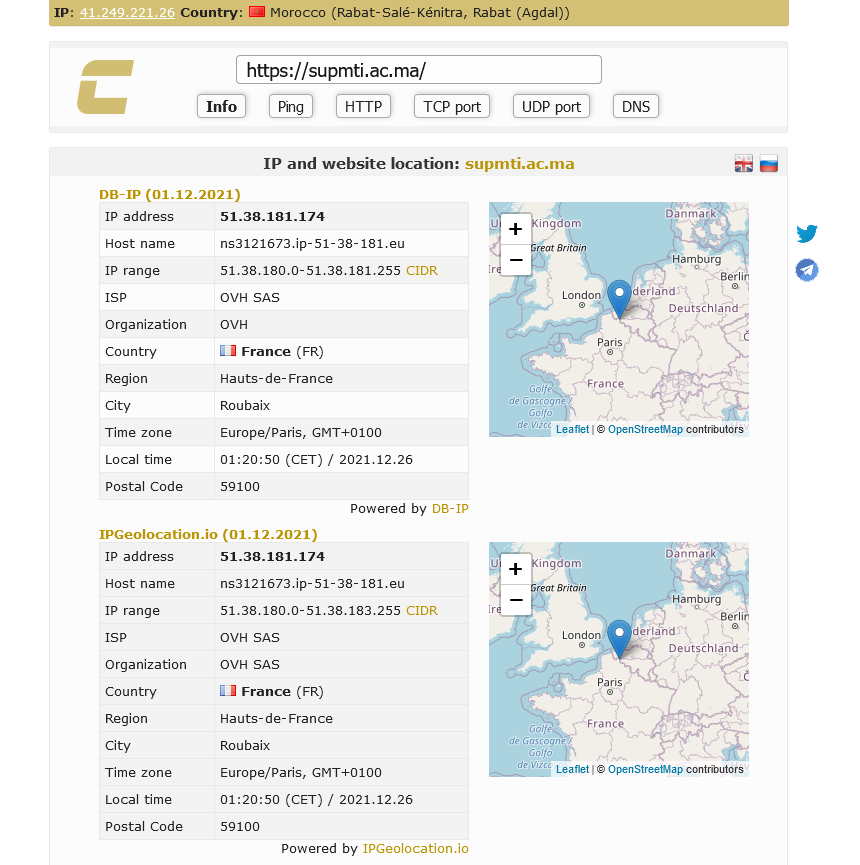 IP: 41.249.221.26 Country: Morocco (Rabat-Salé-Kénitra, Rabat (Agdal))
https://supmti.ac.ma/
Info Ping HTTP TCP port UDP port DNS
IP and website location: supmti.ac.ma
DB-IP (01.12.2021)
IP address 51.38.181.174
Host name ns3121673.ip-51-38-181.eu
IP range 51.38.180.0-51.38.181.255 CIDR
ISP OVH SAS
Organization OVH
Country France (FR)
Region Hauts-de-France
City Roubaix
Time zone Europe/Paris, GMT+0100
Local time 01:20:50 (CET) / 2021.12.26
Postal Code 59100
Powered by DB-IP
+
−
Danmark
Kingdom
Great Britain
Hamburg
Berlin
London
Deutschland
Paris
France
Golfe
de Gascogne /
Golfo
Leaflet | © OpenStreetMap contributors
IPGeolocation.io (01.12.2021)
IP address 51.38.181.174
Host name ns3121673.ip-51-38-181.eu
IP range 51.38.180.0-51.38.183.255 CIDR
ISP OVH SAS
Organization OVH SAS
Country France (FR)
Region Hauts-de-France
City Roubaix
Time zone Europe/Paris, GMT+0100
Local time 01:20:50 (CET) / 2021.12.26
Postal Code 59100
Powered by IPGeolocation.io
+
−
Danmark
Kingdom
Great Britain
Hamburg
Berlin
London
Deutschland
Paris
France
Golfe
de Gascogne /
Golfo
Leaflet | © OpenStreetMap contributors